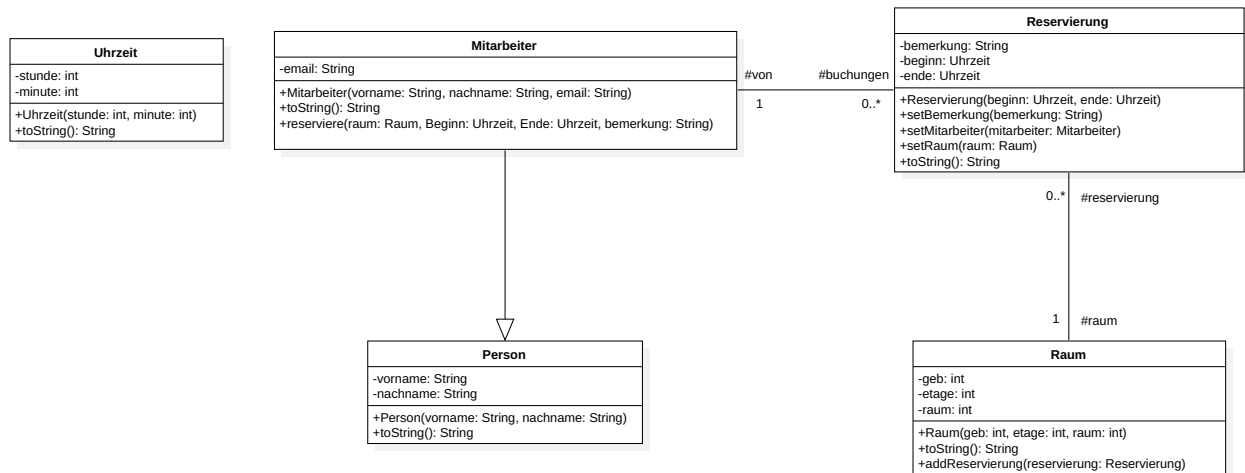 Uhrzeit
-stunde: int
-minute: int
+Uhrzeit(stunde: int, minute: int)
+toString(): String
Mitarbeiter
-email: String
+Mitarbeiter(vorname: String, nachname: String, email: String)
+toString(): String
+reserviere(raum: Raum, Beginn: Uhrzeit, Ende: Uhrzeit, bemerkung: String)
#von
#buchungen
1
0..*
Reservierung
-bemerkung: String
-beginn: Uhrzeit
-ende: Uhrzeit
+Reservierung(beginn: Uhrzeit, ende: Uhrzeit)
+setBemerkung(bemerkung: String)
+setMitarbeiter(mitarbeiter: Mitarbeiter)
+setRaum(raum: Raum)
+toString(): String
0..*
#reservierung
1
#raum
Person
-vorname: String
-nachname: String
+Person(vorname: String, nachname: String)
+toString(): String
Raum
-geb: int
-etage: int
-raum: int
+Raum(geb: int, etage: int, raum: int)
+toString(): String
+addReservierung(reservierung: Reservierung)